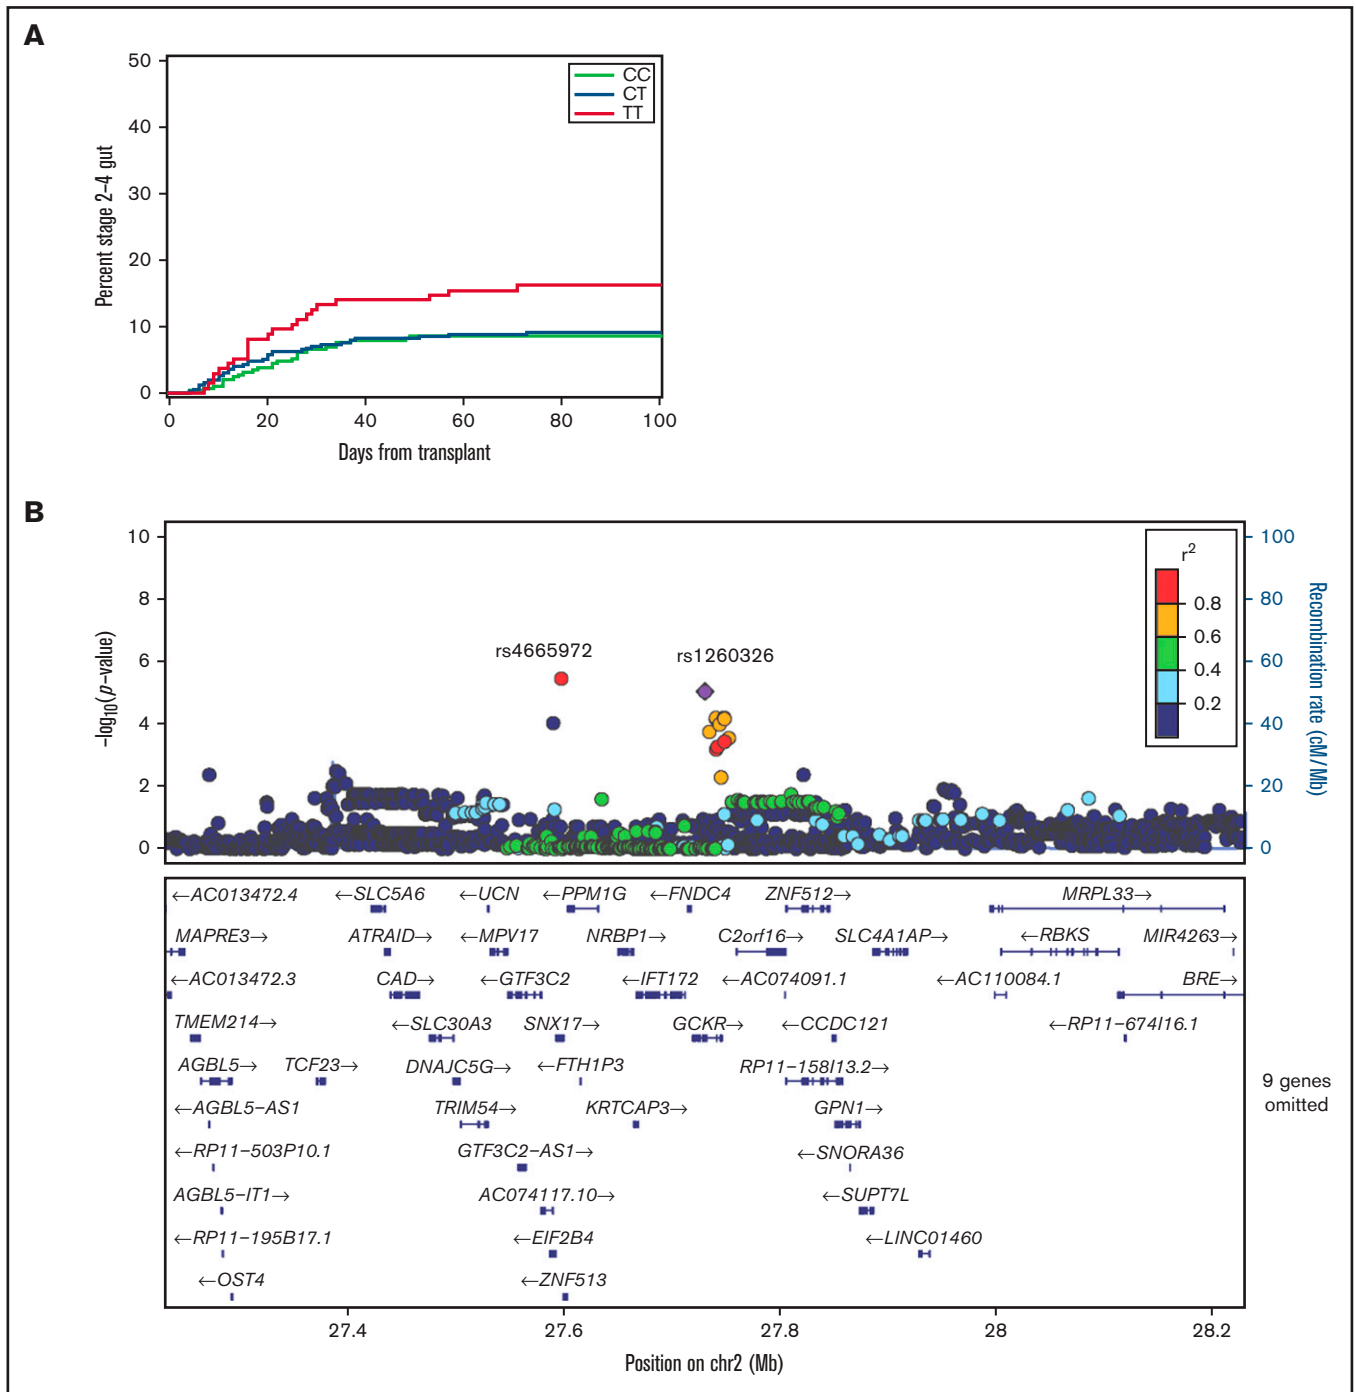 A
50
40
30
20
10
0
Percent stage 2–4 gut
CC
CT
TT
0 20 40 60 80 100
Days from transplant
B
10
8
6
4
2
0
−log10(p−value)
rs4665972
rs1260326
r2
0.8
0.6
0.4
0.2
100
80
60
40
20
0
Recombination rate (cM/Mb)
←AC013472.4 ←SLC5A6 ←UCN ←PPM1G ←FNDC4 ZNF512→ MRPL33→
MAPRE3→ ATRAID→ ←MPV17 NRBP1→ C2orf16→ SLC4A1AP→ ←RBKS MIR4263→
←AC013472.3 CAD→ ←GTF3C2 ←IFT172 ←AC074091.1 ←AC110084.1 BRE→
TMEM214→ ←SLC30A3 SNX17→ GCKR→ ←CCDC121 ←RP11−674I16.1
AGBL5→ TCF23→ DNAJC5G→ ←FTH1P3 RP11−158I13.2→
←AGBL5−AS1 TRIM54→ KRTCAP3→ GPN1→
←RP11−503P10.1 GTF3C2−AS1→ ←SNORA36
AGBL5−IT1→ AC074117.10→ ←SUPT7L
←RP11−195B17.1 ←EIF2B4 ←LINC01460
←OST4 ←ZNF513
9 genes
omitted
27.4 27.6 27.8 28 28.2
Position on chr2 (Mb)